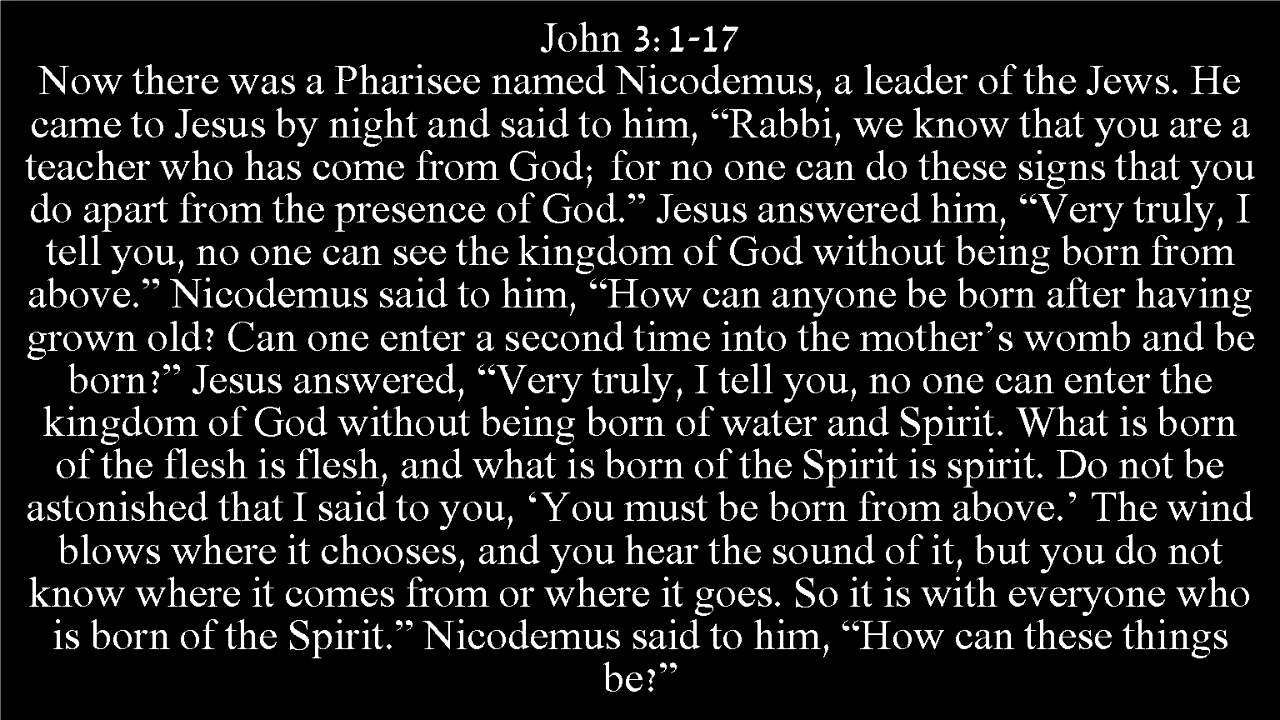 John 3: 1-17
Now there was a Pharisee named Nicodemus, a leader of the Jews. He
came to Jesus by night and said to him, “Rabbi, we know that you are a
teacher who has come from God; for no one can do these signs that you
do apart from the presence of God.” Jesus answered him, “Very truly, I
tell you, no one can see the kingdom of God without being born from
above.” Nicodemus said to him, “How can anyone be born after having
grown old? Can one enter a second time into the mother’s womb and be
born?” Jesus answered, “Very truly, I tell you, no one can enter the
kingdom of God without being born of water and Spirit. What is born
of the flesh is flesh, and what is born of the Spirit is spirit. Do not be
astonished that I said to you, ‘You must be born from above.’ The wind
blows where it chooses, and you hear the sound of it, but you do not
know where it comes from or where it goes. So it is with everyone who
is born of the Spirit.” Nicodemus said to him, “How can these things
be?”